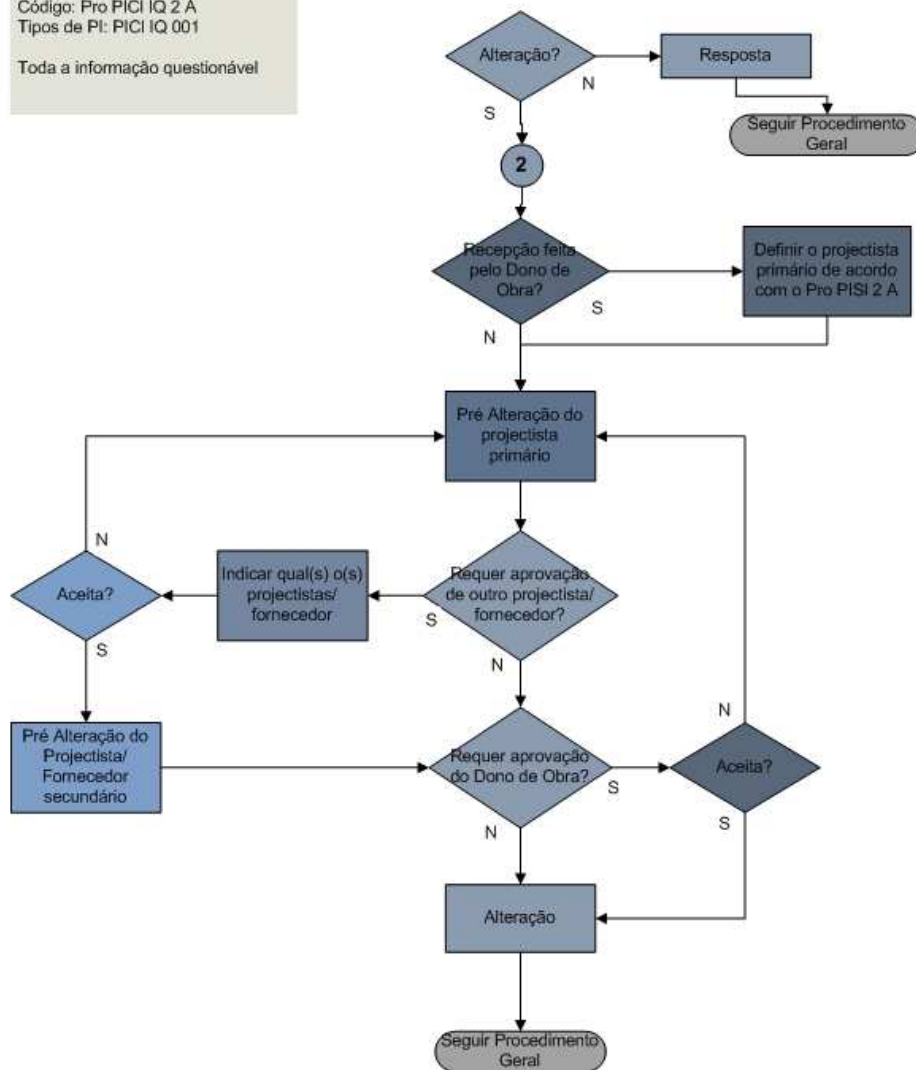 Código: Pro PICI IQ 2 A
Tipos de PI: PICI IQ 001
Toda a informação questionável
Alteração?
N
Resposta
S
Seguir Procedimento
Geral
2
Recepção feita
pelo Dono de
Obra?
S
N
Definir o projectista
primário de acordo
com o Pro PISI 2 A
Pré Alteração do
projectista
primário
N
Aceita?
S
Indicar qual(s) o(s)
projectistas/
fornecedor
Requer aprovação
de outro projectista/
fornecedor?
S
N
Pré Alteração do
Projectista/
Fornecedor
secundário
Requer aprovação
do Dono de Obra?
S
N
N
Aceita?
S
Alteração
Seguir Procedimento
Geral